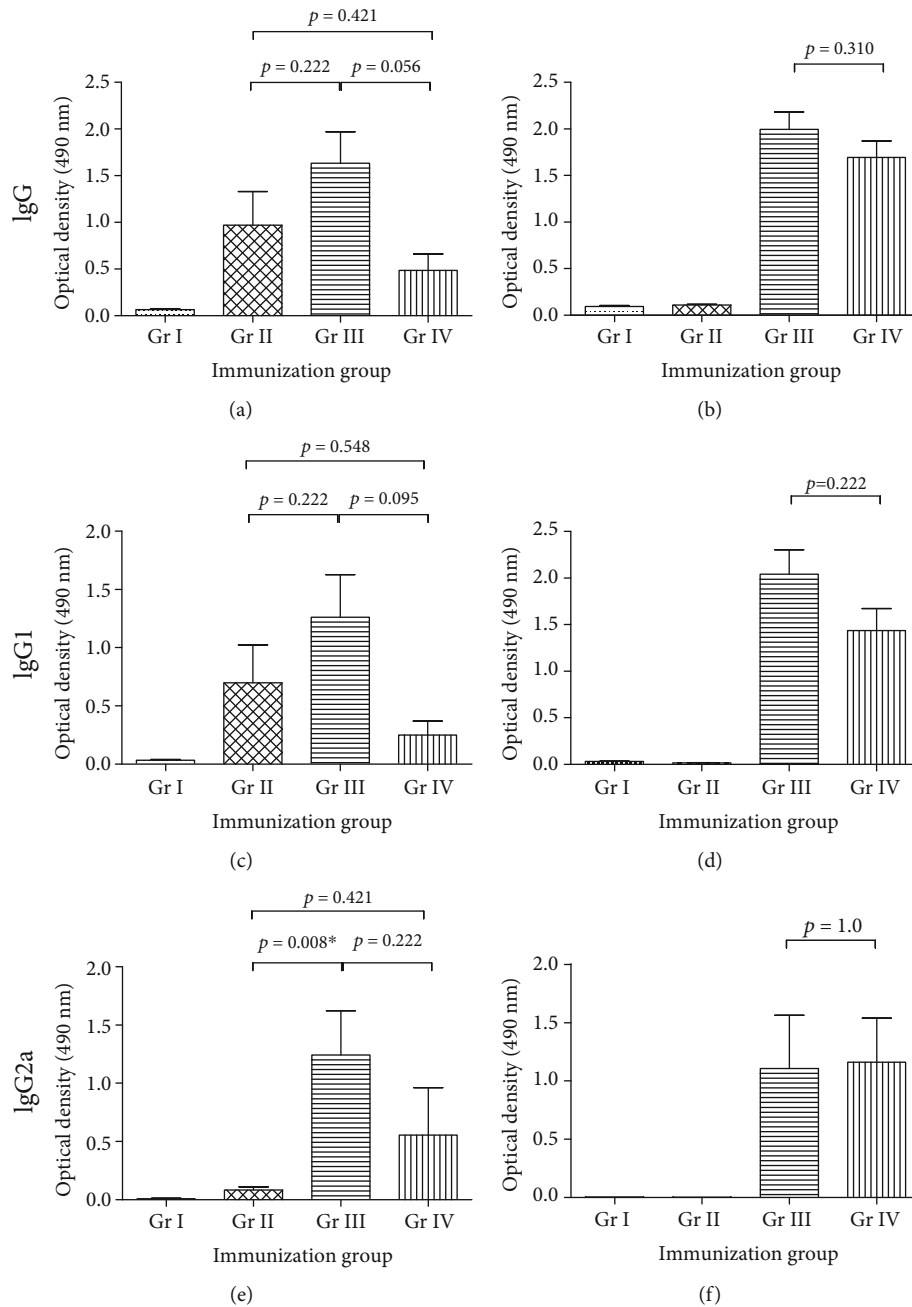 IgG
p = 0.421
p = 0.222 p = 0.056
Optical density (490 nm)
2.5
2.0
1.5
1.0
0.5
0.0
Gr I Gr II Gr III Gr IV
Immunization group
(a)
p = 0.310
Optical density (490 nm)
2.5
2.0
1.5
1.0
0.5
0.0
Gr I Gr II Gr III Gr IV
Immunization group
(b)
IgG1
p = 0.548
p = 0.222 p = 0.095
Optical density (490 nm)
2.0
1.5
1.0
0.5
0.0
Gr I Gr II Gr III Gr IV
Immunization group
(c)
p=0.222
Optical density (490 nm)
2.5
2.0
1.5
1.0
0.5
0.0
Gr I Gr II Gr III Gr IV
Immunization group
(d)
IgG2a
p = 0.421
p = 0.008* p = 0.222
Optical density (490 nm)
2.0
1.5
1.0
0.5
0.0
Gr I Gr II Gr III Gr IV
Immunization group
(e)
p = 1.0
Optical density (490 nm)
2.0
1.5
1.0
0.5
0.0
Gr I Gr II Gr III Gr IV
Immunization group
(f)